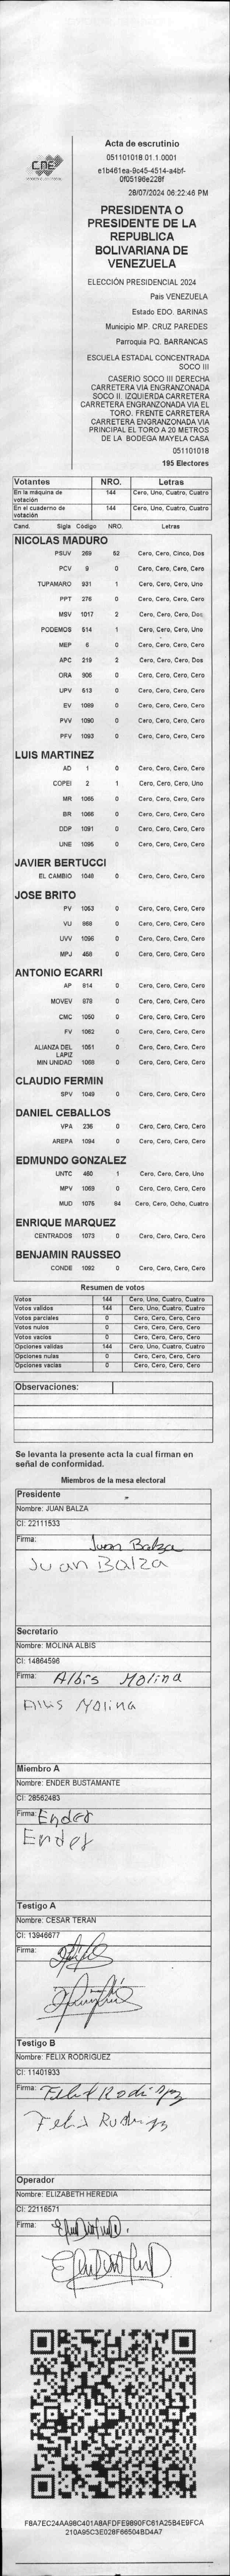 Acta de escrutinio
CNE
051101018.01.1.0001
e1b461ea-9c45-4514-a4bf-
0f05196e228f
28/07/2024 06:22:46 PM
PRESIDENTA O
PRESIDENTE DE LA
REPUBLICA
BOLIVARIANA DE
VENEZUELA
ELECCIÓN PRESIDENCIAL 2024
Pais VENEZUELA
Estado EDO. BARINAS
Municipio MP. CRUZ PAREDES
Parroquia PQ. BARRANCAS
ESCUELA ESTADAL CONCENTRADA
SOCO III
CASERIO SOCO III DERECHA
CARRETERA VIA ENGRANZONADA
SOCO II. IZQUIERDA CARRETERA
CARRETERA ENGRANZONADA VIA EL
TORO. FRENTE CARRETERA
CARRETERA ENGRANZONADA VIA
PRINCIPAL EL TORO A 20 METROS
DE LA BODEGA MAYELA CASA
051101018
195 Electores
Votantes NRO. Letras
En la máquina de votación 144 Cero, Uno, Cuatro, Cuatro
En el cuaderno de votación 144 Cero, Uno, Cuatro, Cuatro
Cand. Sigla Código NRO. Letras
NICOLAS MADURO
PSUV 269 52 Cero, Cero, Cinco, Dos
PCV 9 0 Cero, Cero, Cero, Cero
TUPAMARO 931 1 Cero, Cero, Cero, Uno
PPT 276 0 Cero, Cero, Cero, Cero
MSV 1017 2 Cero, Cero, Cero, Dos
PODEMOS 514 1 Cero, Cero, Cero, Uno
MEP 6 0 Cero, Cero, Cero, Cero
APC 219 2 Cero, Cero, Cero, Dos
ORA 906 0 Cero, Cero, Cero, Cero
UPV 513 0 Cero, Cero, Cero, Cero
EV 1089 0 Cero, Cero, Cero, Cero
PVV 1090 0 Cero, Cero, Cero, Cero
PFV 1093 0 Cero, Cero, Cero, Cero
LUIS MARTINEZ
AD 1 0 Cero, Cero, Cero, Cero
COPEI 2 1 Cero, Cero, Cero, Uno
MR 1065 0 Cero, Cero, Cero, Cero
BR 1066 0 Cero, Cero, Cero, Cero
DDP 1091 0 Cero, Cero, Cero, Cero
UNE 1095 0 Cero, Cero, Cero, Cero
JAVIER BERTUCCI
EL CAMBIO 1048 0 Cero, Cero, Cero, Cero
JOSE BRITO
PV 1053 0 Cero, Cero, Cero, Cero
VU 868 0 Cero, Cero, Cero, Cero
UVV 1096 0 Cero, Cero, Cero, Cero
MPJ 458 0 Cero, Cero, Cero, Cero
ANTONIO ECARRI
AP 814 0 Cero, Cero, Cero, Cero
MOVEV 879 0 Cero, Cero, Cero, Cero
CMC 1050 0 Cero, Cero, Cero, Cero
FV 1062 0 Cero, Cero, Cero, Cero
ALIANZA DEL LAPIZ 1051 0 Cero, Cero, Cero, Cero
MIN UNIDAD 1068 0 Cero, Cero, Cero, Cero
CLAUDIO FERMIN
SPV 1049 0 Cero, Cero, Cero, Cero
DANIEL CEBALLOS
VPA 236 0 Cero, Cero, Cero, Cero
AREPA 1094 0 Cero, Cero, Cero, Cero
EDMUNDO GONZALEZ
UNTC 460 1 Cero, Cero, Cero, Uno
MPV 1069 0 Cero, Cero, Cero, Cero
MUD 1075 84 Cero, Cero, Ocho, Cuatro
ENRIQUE MARQUEZ
CENTRADOS 1073 0 Cero, Cero, Cero, Cero
BENJAMIN RAUSSEO
CONDE 1092 0 Cero, Cero, Cero, Cero
Resumen de votos
Votos 144 Cero, Uno, Cuatro, Cuatro
Votos validos 144 Cero, Uno, Cuatro, Cuatro
Votos parciales 0 Cero, Cero, Cero, Cero
Votos nulos 0 Cero, Cero, Cero, Cero
Votos vacios 0 Cero, Cero, Cero, Cero
Opciones validas 144 Cero, Uno, Cuatro, Cuatro
Opciones nulas 0 Cero, Cero, Cero, Cero
Opciones vacias 0 Cero, Cero, Cero, Cero
Observaciones:
Se levanta la presente acta la cual firman en
señal de conformidad.
Miembros de la mesa electoral
Presidente
Nombre: JUAN BALZA
CI: 22111533
Firma: Juan Balza
Juan Balza
Secretario
Nombre: MOLINA ALBIS
CI: 14864596
Firma: Albis Molina
Albis Molina
Miembro A
Nombre: ENDER BUSTAMANTE
CI: 28562483
Firma: Ender
Ender
Testigo A
Nombre: CESAR TERAN
CI: 13946677
Firma:
Testigo B
Nombre: FELIX RODRIGUEZ
CI: 11401933
Firma: Felix Rodriguez
Operador
Nombre: ELIZABETH HEREDIA
CI: 22116571
Firma:
F8A7EC24AA98C401A8AFDFE9890FC81A25B4E9FCA
210A95C3E028F66504BD4A7